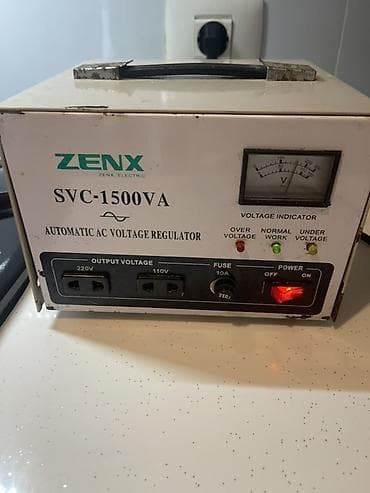 ZENX
ZENX ELECTRIC
SVC-1500VA
AUTOMATIC AC VOLTAGE REGULATOR
V
VOLTAGE INDICATOR
OVER VOLTAGE
NORMAL WORK
UNDER VOLTAGE
OUTPUT VOLTAGE
220V
110V
FUSE
10A
POWER
OFF
ON